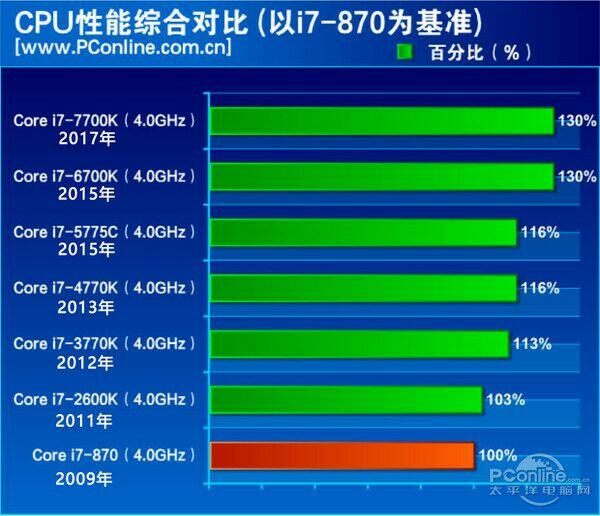 CPU性能综合对比(以i7-870为基准)
[www.PConline.com.cn]
百分比(%)
Core i7-7700K(4.0GHz) 130%
2017年
Core i7-6700K(4.0GHz) 130%
2015年
Core i7-5775C(4.0GHz) 116%
2015年
Core i7-4770K(4.0GHz) 116%
2013年
Core i7-3770K(4.0GHz) 113%
2012年
Core i7-2600K(4.0GHz) 103%
2011年
Core i7-870(4.0GHz) 100%
2009年
PConline
.com.cn
太平洋电脑网